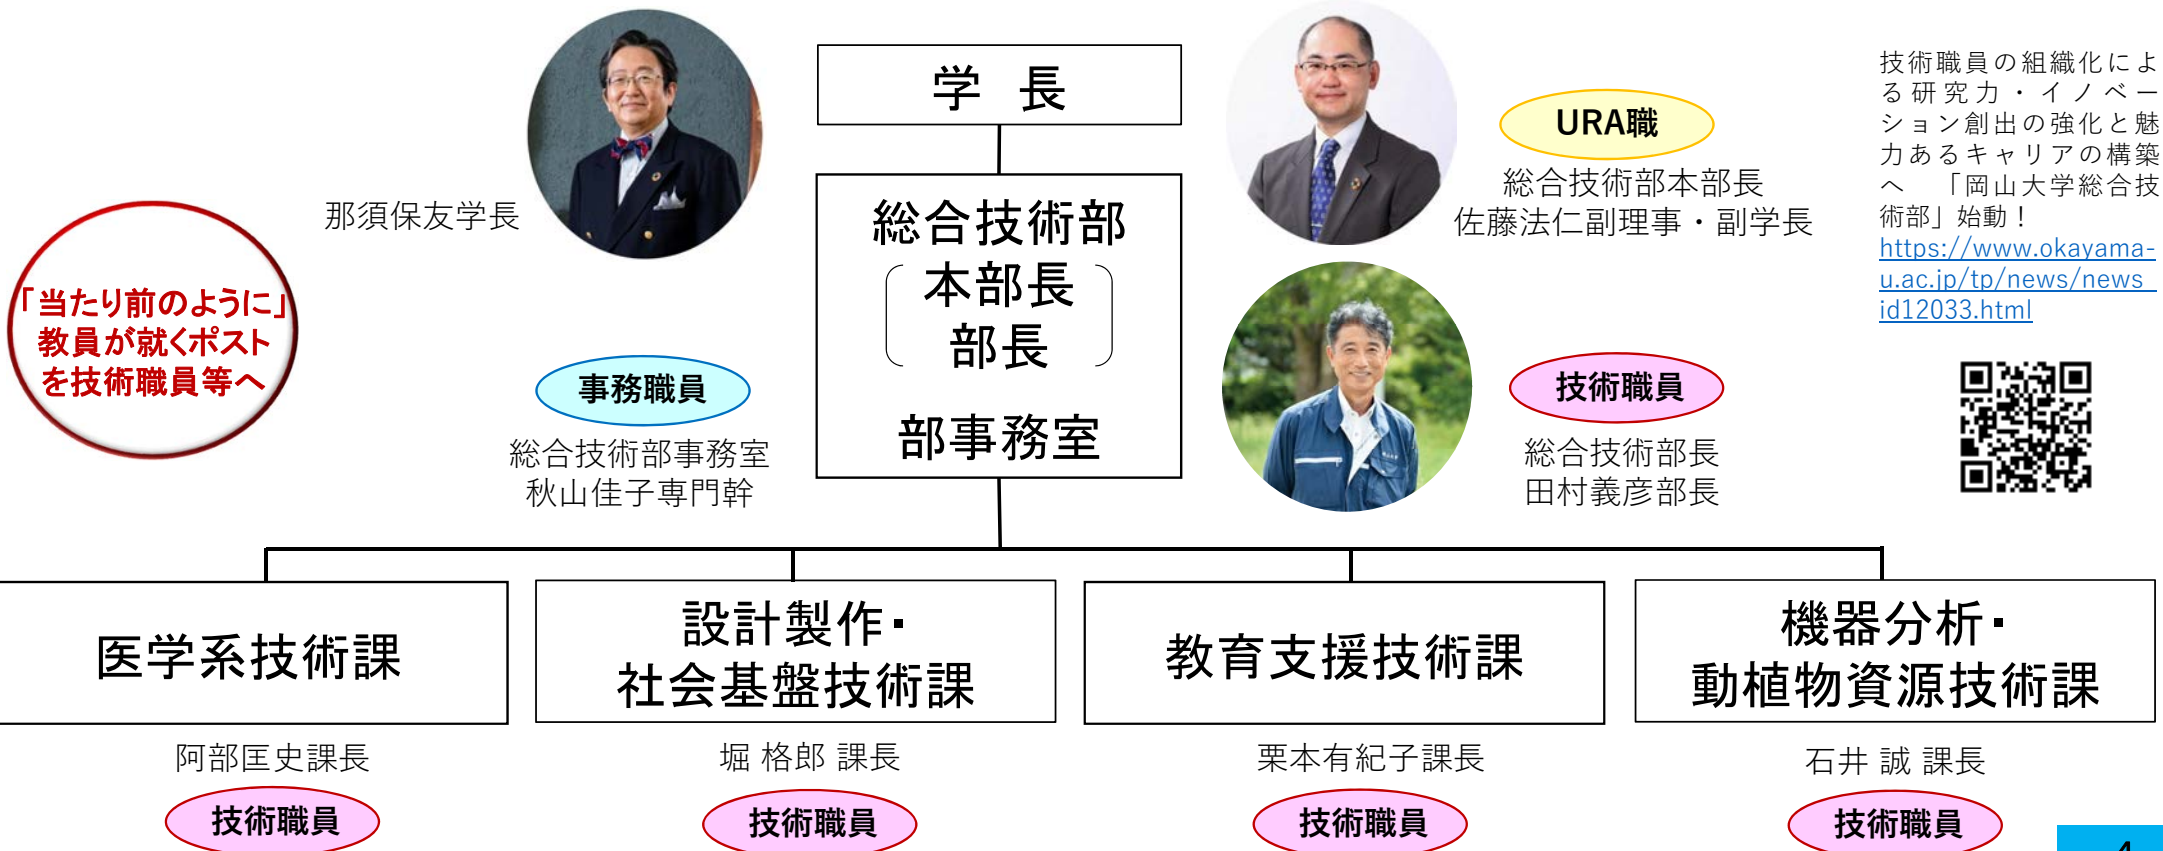 学 長
那須保友学長
URA職
総合技術部本部長
佐藤法仁副理事・副学長
技術職員の組織化によ
る研究力・イノベー
ション創出の強化と魅
力あるキャリアの構築
へ 「岡山大学総合技
術部」始動！
https://www.okayama-
u.ac.jp/tp/news/news_
id12033.html
「当たり前のように」
教員が就くポスト
を技術職員等へ
総合技術部
本部長
部長
部事務室
事務職員
総合技術部事務室
秋山佳子専門幹
技術職員
総合技術部長
田村義彦部長
医学系技術課
設計製作・
社会基盤技術課
教育支援技術課
機器分析・
動植物資源技術課
阿部匡史課長
堀 格郎 課長
栗本有紀子課長
石井 誠 課長
技術職員
技術職員
技術職員
技術職員
4